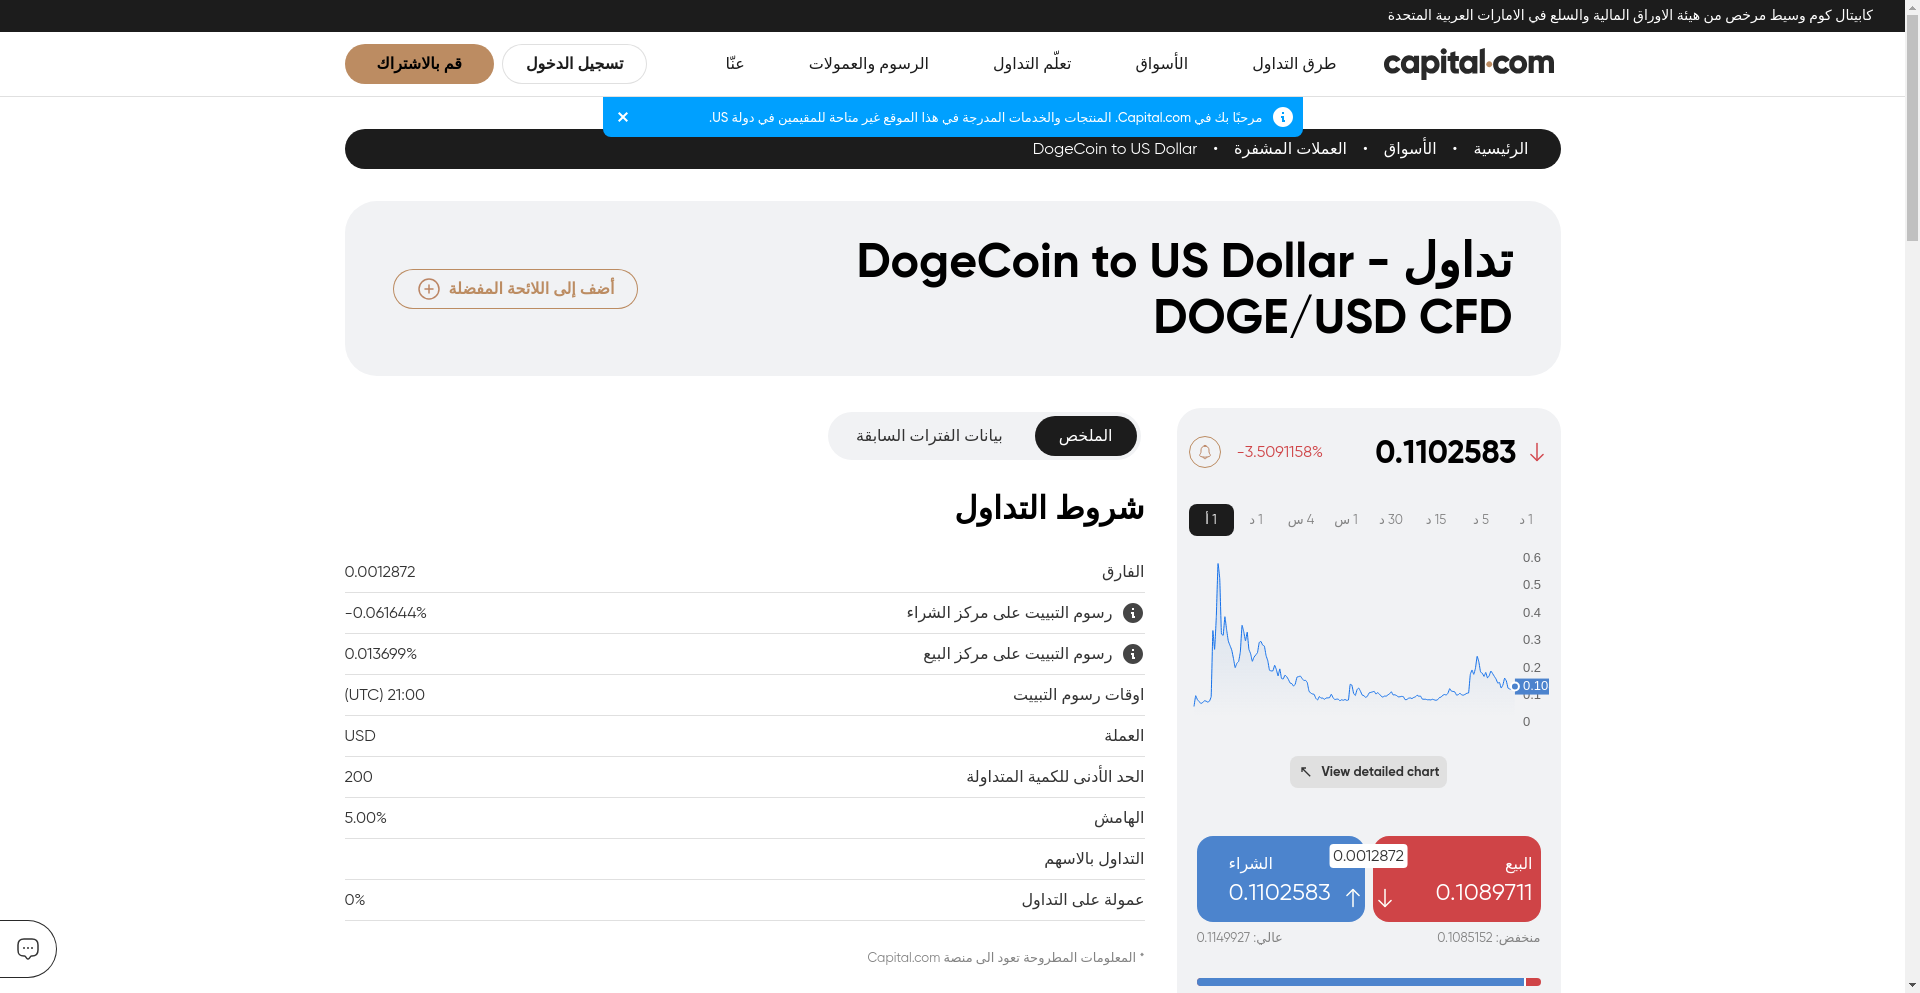 كابيتال كوم وسيط مرخص من هيئة الاوراق المالية والسلع في الامارات العربية المتحدة
capital.com
طرق التداول
الأسواق
تعلّم التداول
الرسوم والعمولات
عنّا
تسجيل الدخول
قم بالاشتراك
مرحبًا بك في Capital.com. المنتجات والخدمات المدرجة في هذا الموقع غير متاحة للمقيمين في دولة US.
الرئيسية • الأسواق • العملات المشفرة • DogeCoin to US Dollar
تداول DogeCoin to US Dollar -
DOGE/USD CFD
أضف إلى اللائحة المفضلة
0.1102583
-3.5091158%
1 د
5 د
15 د
30 د
1 س
4 س
1 د
1 أ
0.6
0.5
0.4
0.3
0.2
0.10
0.1
0
View detailed chart
البيع
0.1089711
0.0012872
الشراء
0.1102583
منخفض: 0.1085152
عالي: 0.1149927
الملخص
بيانات الفترات السابقة
شروط التداول
الفارق 0.0012872
رسوم التبييت على مركز الشراء -0.061644%
رسوم التبييت على مركز البيع 0.013699%
اوقات رسوم التبييت 21:00 (UTC)
العملة USD
الحد الأدنى للكمية المتداولة 200
الهامش 5.00%
التداول بالاسهم
عمولة على التداول 0%
* المعلومات المطروحة تعود الى منصة Capital.com